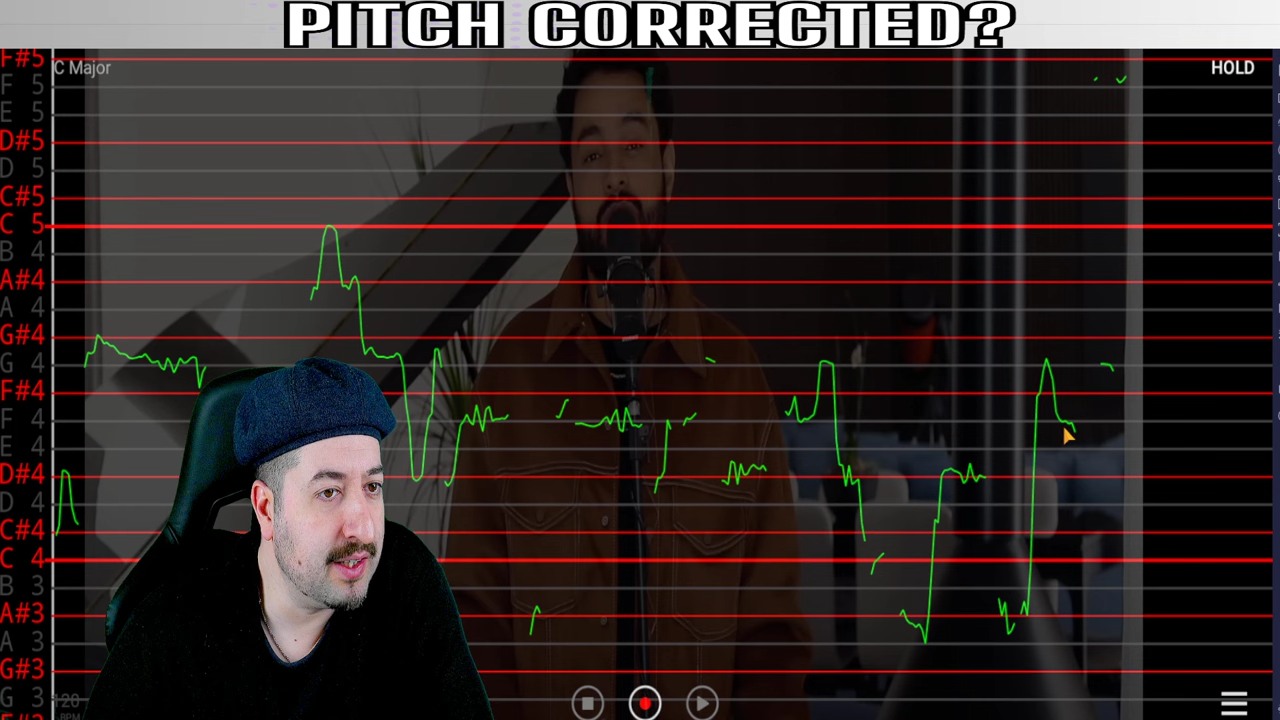 PITCH CORRECTED?
F#5
C Major
HOLD
F 5
E 5
D#5
D 5
C#5
C 5
B 4
A#4
A 4
G#4
G 4
F#4
F 4
E 4
D#4
D 4
C#4
C 4
B 3
A#3
A 3
G#3
G 3
120
BPM